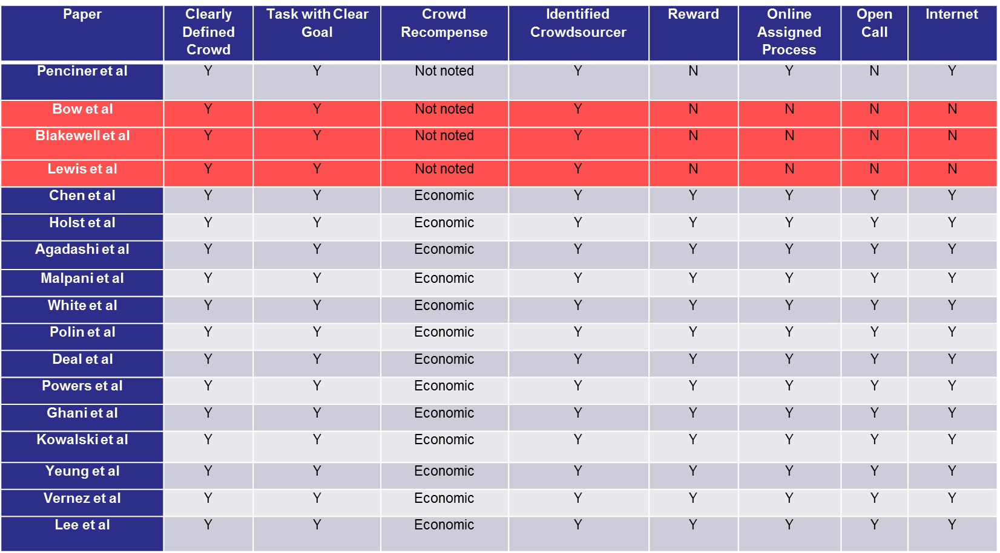 Paper Clearly Defined Crowd Task with Clear Goal Crowd Recompense Identified Crowdsourcer Reward Online Assigned Process Open Call Internet
Penciner et al Y Y Not noted Y N Y N Y
Bow et al Y Y Not noted Y N N N N
Blakewell et al Y Y Not noted Y N N N N
Lewis et al Y Y Not noted Y N N N N
Chen et al Y Y Economic Y Y Y Y Y
Holst et al Y Y Economic Y Y Y Y Y
Agadashi et al Y Y Economic Y Y Y Y Y
Malpani et al Y Y Economic Y Y Y Y Y
White et al Y Y Economic Y Y Y Y Y
Polin et al Y Y Economic Y Y Y Y Y
Deal et al Y Y Economic Y Y Y Y Y
Powers et al Y Y Economic Y Y Y Y Y
Ghani et al Y Y Economic Y Y Y Y Y
Kowalski et al Y Y Economic Y Y Y Y Y
Yeung et al Y Y Economic Y Y Y Y Y
Vernez et al Y Y Economic Y Y Y Y Y
Lee et al Y Y Economic Y Y Y Y Y